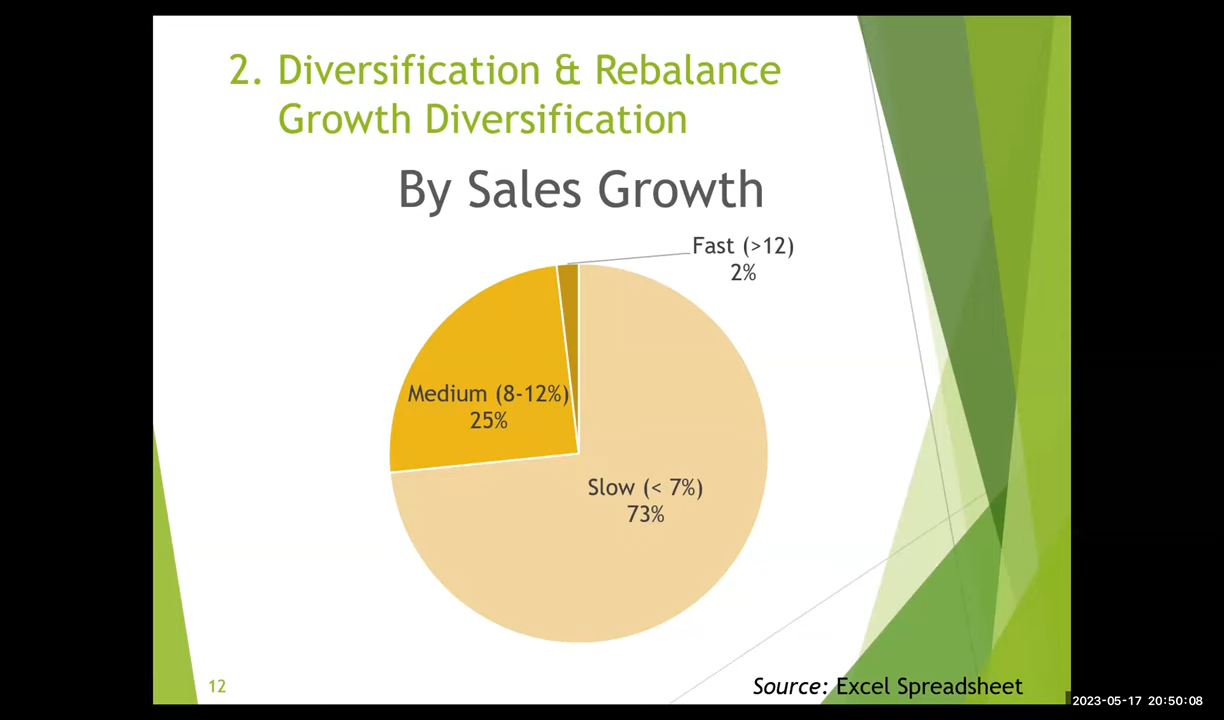 2. Diversification & Rebalance
Growth Diversification
By Sales Growth
Fast (>12)
2%
Medium (8-12%)
25%
Slow (< 7%)
73%
12
Source: Excel Spreadsheet
2023-05-17 20:50:08